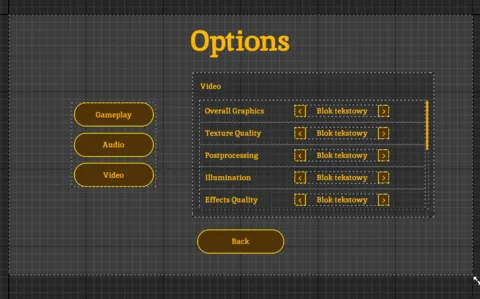 Options
Video
Gameplay
Audio
Video
Overall Graphics < Blok tekstowy >
Texture Quality < Blok tekstowy >
Postprocessing < Blok tekstowy >
Illumination < Blok tekstowy >
Effects Quality < Blok tekstowy >
Back